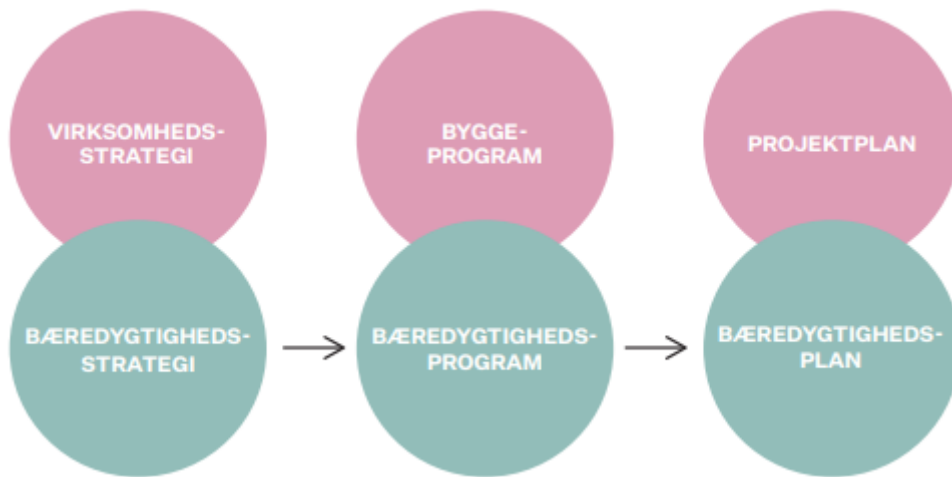 VIRKSOMHEDS-
STRATEGI
BYGGE-
PROGRAM
PROJEKTPLAN
BÆREDYGTIGHEDS-
STRATEGI
BÆREDYGTIGHEDS-
PROGRAM
BÆREDYGTIGHEDS-
PLAN